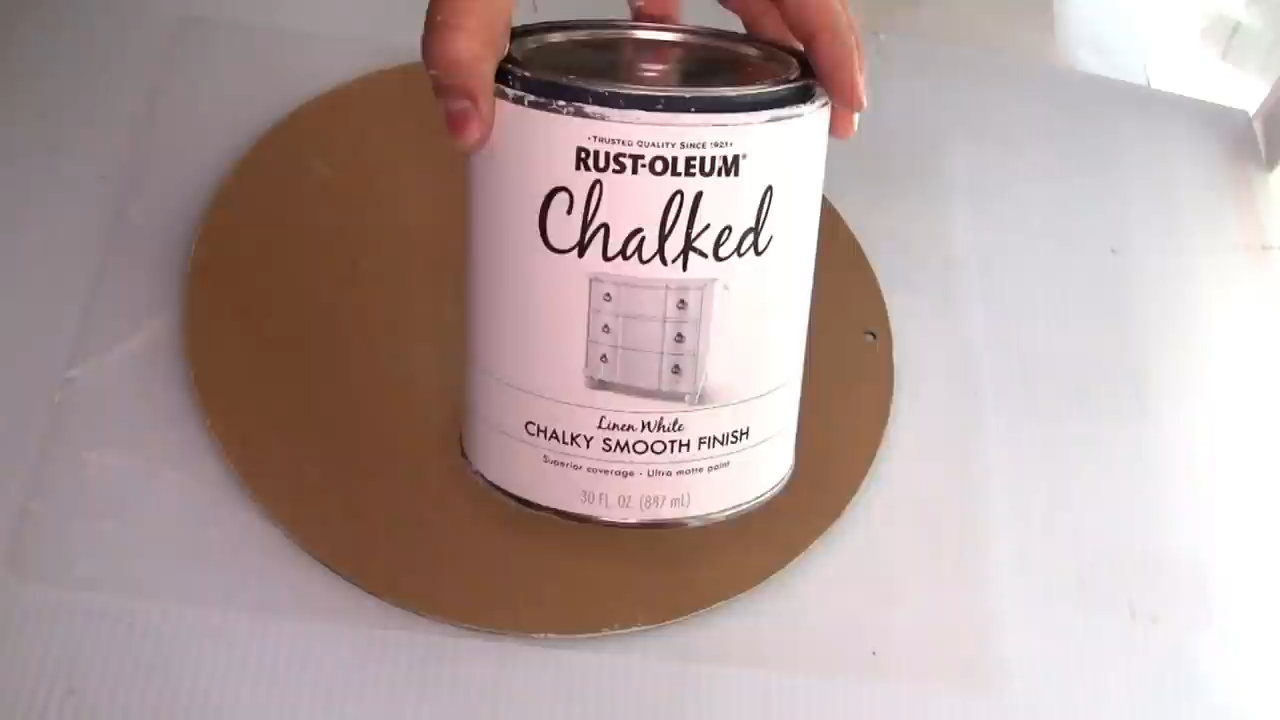 • TRUSTED QUALITY SINCE 1921 •
RUST-OLEUM®
Chalked
Linen White
CHALKY SMOOTH FINISH
Superior coverage • Ultra matte paint
30 FL. OZ. (887 mL)